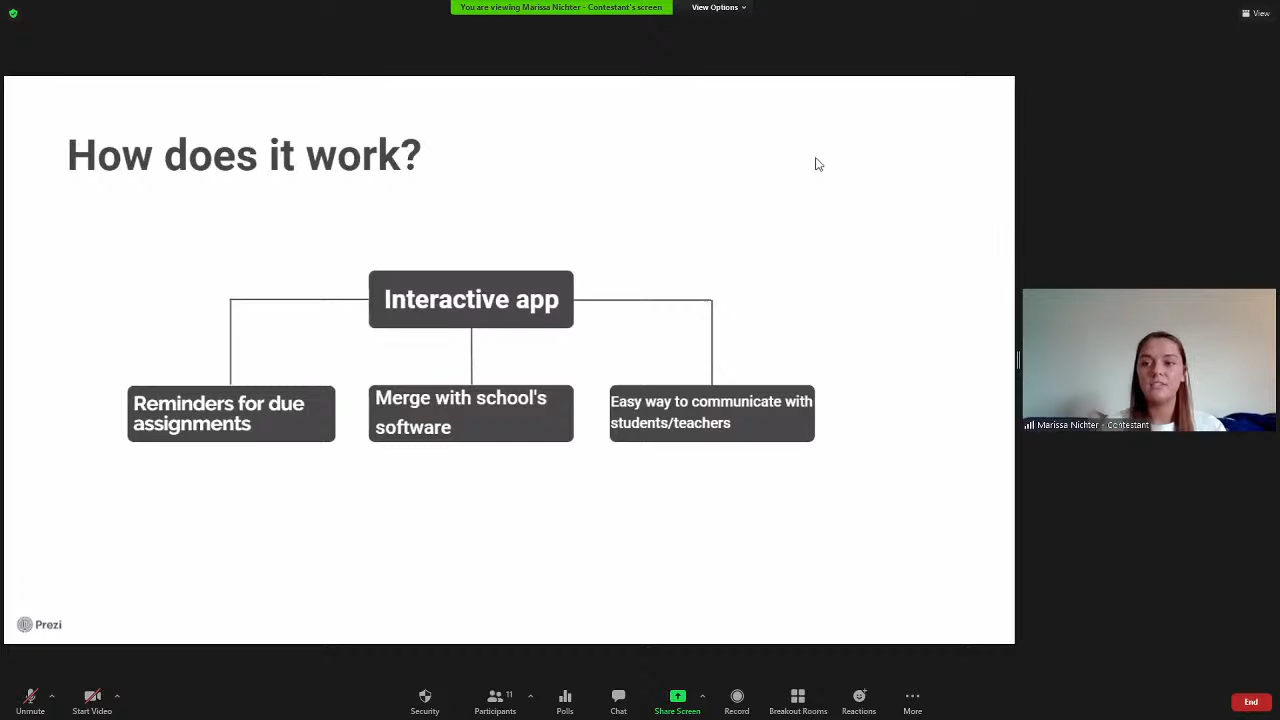 You are viewing Marissa Nichter - Contestant's screen
View Options
View
How does it work?
Interactive app
Reminders for due
assignments
Merge with school's
software
Easy way to communicate with
students/teachers
Marissa Nichter - Contestant
Prezi
Unmute
Start Video
Security
Participants
11
Polls
Chat
Share Screen
Record
Breakout Rooms
Reactions
More
End